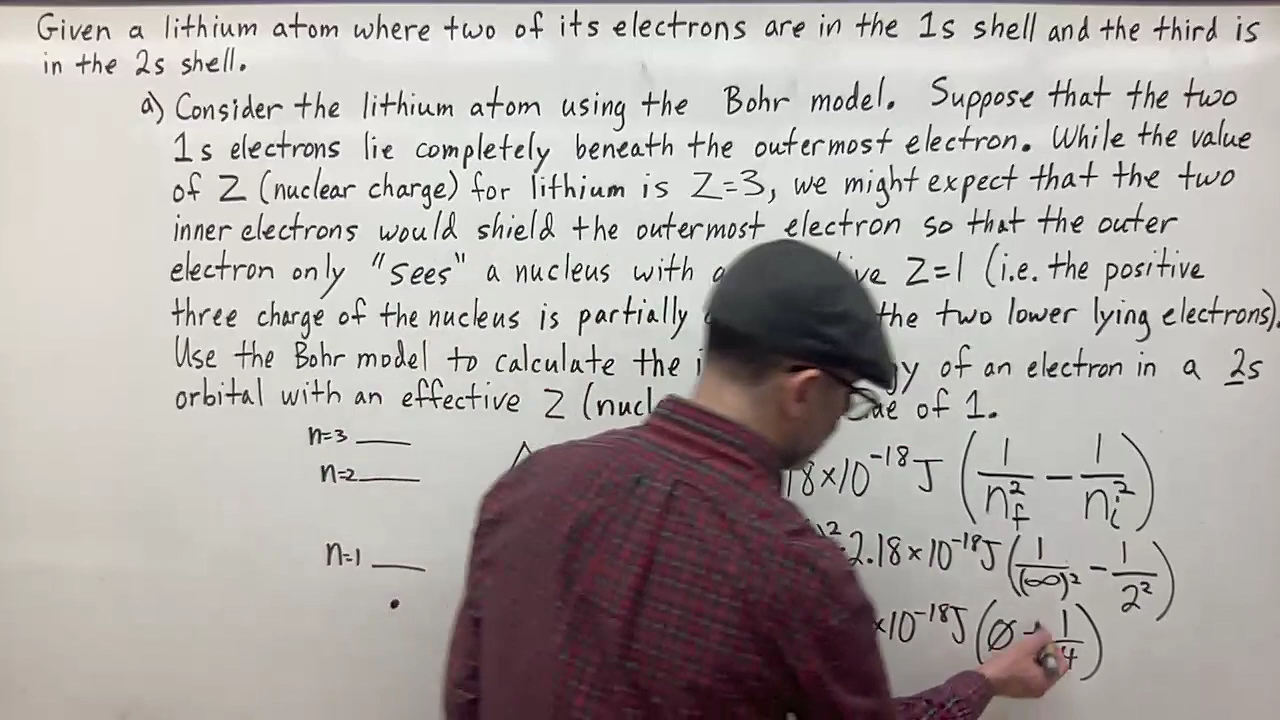 Given a lithium atom where two of its electrons are in the 1s shell and the third is
in the 2s shell.
a) Consider the lithium atom using the Bohr model. Suppose that the two
1s electrons lie completely beneath the outermost electron. While the value
of Z (nuclear charge) for lithium is Z=3, we might expect that the two
inner electrons would shield the outermost electron so that the outer
electron only "sees" a nucleus with Z=1 (i.e. the positive
three charge of the nucleus is partially the two lower lying electrons).
Use the Bohr model to calculate the of an electron in a 2s
orbital with an effective Z of 1.
n=3
18×10⁻¹⁸ J (1/n_f² − 1/n_i²)
n=2
2.18×10⁻¹⁸J (1/(∞)² − 1/2²)
n=1
×10⁻¹⁸J (∅ − 1/4)